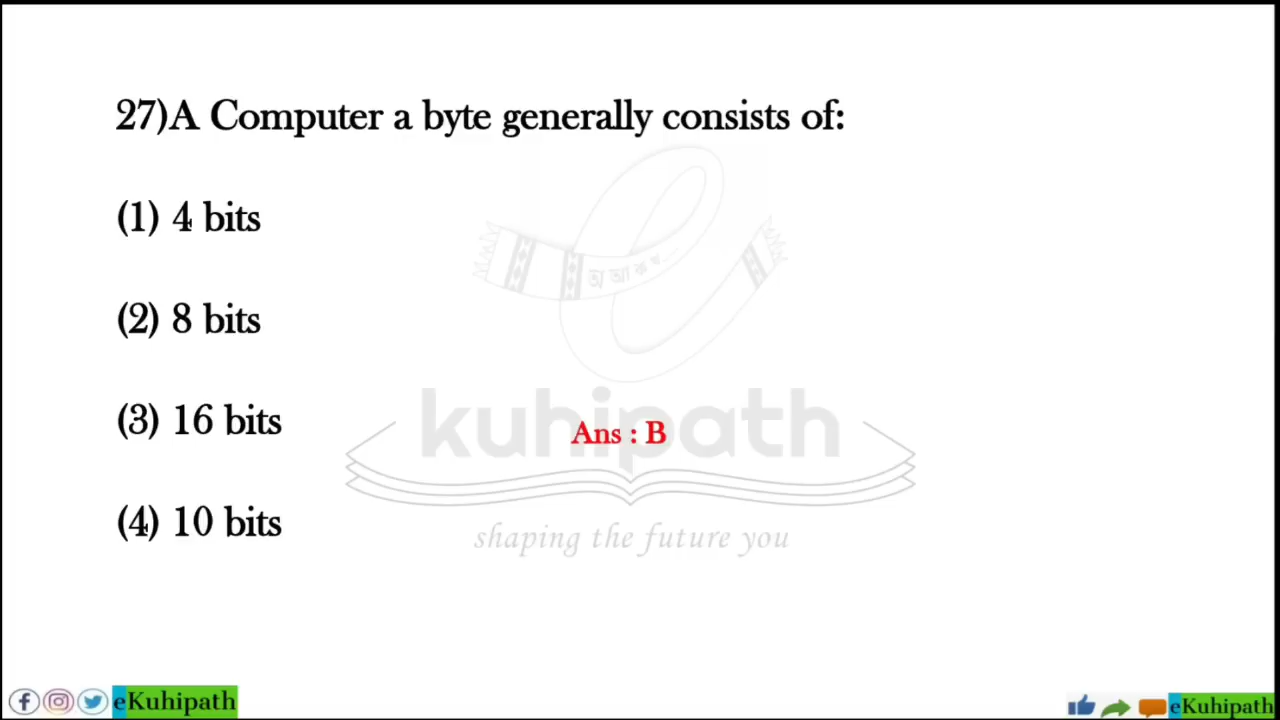 27)A Computer a byte generally consists of:
(1) 4 bits
(2) 8 bits
অ আ ক খ...
(3) 16 bits
kuhipath
Ans : B
(4) 10 bits
shaping the future you
eKuhipath
eKuhipath